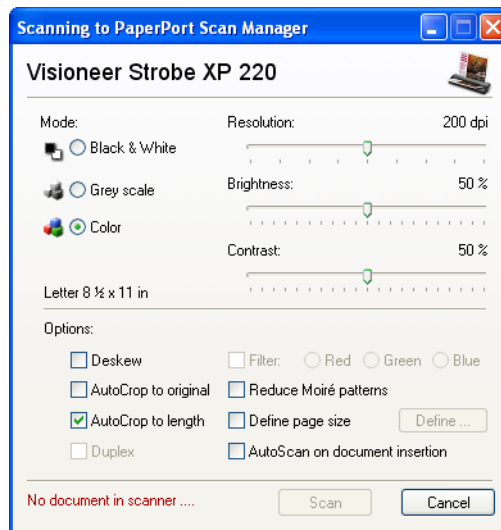 Scanning to PaperPort Scan Manager
Visioneer Strobe XP 220
Mode:
Black & White
Grey scale
Color
Letter 8 ½ x 11 in
Resolution: 200 dpi
Brightness: 50 %
Contrast: 50 %
Options:
Deskew
AutoCrop to original
AutoCrop to length
Duplex
Filter: Red Green Blue
Reduce Moiré patterns
Define page size Define ...
AutoScan on document insertion
No document in scanner ....
Scan Cancel